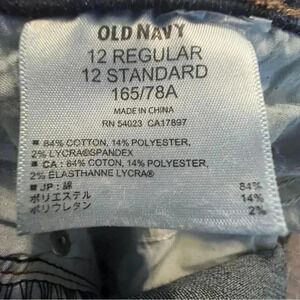 OLD NAVY
12 REGULAR
12 STANDARD
165/78A
MADE IN CHINA
RN 54023 CA17897
■ 84% COTTON, 14% POLYESTER,
2% LYCRA®SPANDEX
■ CA : 84% COTON, 14% POLYESTER,
2% ELASTHANNE LYCRA®
■ JP : 綿 84%
ポリエステル 14%
ポリウレタン 2%